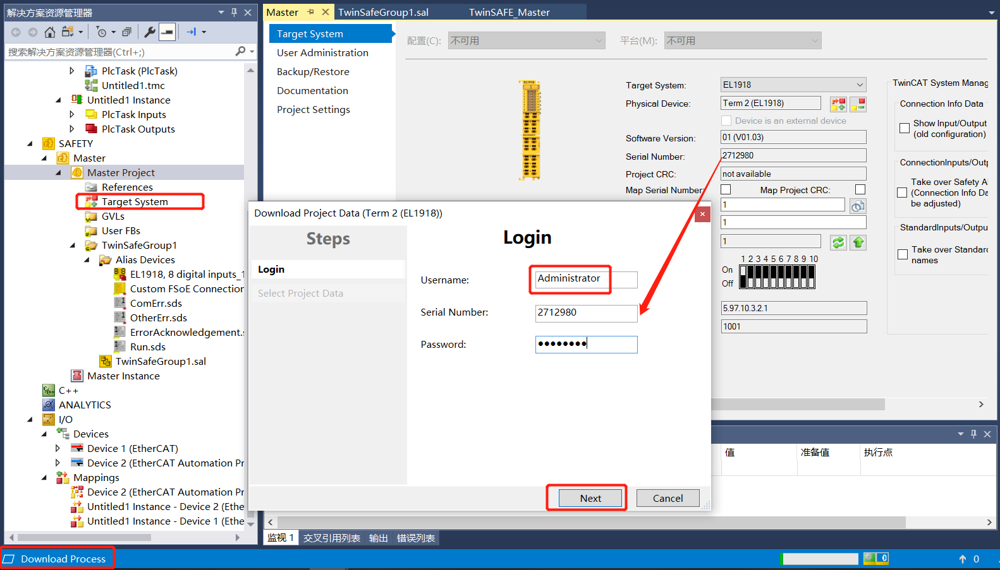 解决方案资源管理器
搜索解决方案资源管理器(Ctrl+;)
PlcTask (PlcTask)
Untitled1.tmc
Untitled1 Instance
PlcTask Inputs
PlcTask Outputs
SAFETY
Master
Master Project
References
Target System
GVLs
User FBs
TwinSafeGroup1
Alias Devices
EL1918, 8 digital inputs_1
Custom FSoE Connection
ComErr.sds
OtherErr.sds
ErrorAcknowledgement.s
Run.sds
TwinSafeGroup1.sal
Master Instance
C++
ANALYTICS
I/O
Devices
Device 1 (EtherCAT)
Device 2 (EtherCAT Automation Pr
Mappings
Device 2 (EtherCAT Automation Pr
Untitled1 Instance - Device 2 (Ethe
Untitled1 Instance - Device 1 (Ethe
Master
TwinSafeGroup1.sal
TwinSAFE_Master
Target System
User Administration
Backup/Restore
Documentation
Project Settings
配置(C):
不可用
平台(M):
不可用
Target System:
EL1918
Physical Device:
Term 2 (EL1918)
Device is an external device
Software Version:
01 (V01.03)
Serial Number:
2712980
Project CRC:
not available
Map Serial Number:
Map Project CRC:
1
1
1
1 2 3 4 5 6 7 8 9 10
On
Off
5.97.10.3.2.1
1001
TwinCAT System Manag
Connection Info Data
Show Input/Output
(old configuration)
ConnectionInputs/Outp
Take over Safety Al
(Connection Info Da
be adjusted)
StandardInputs/Outpu
Take over Standard
names
Download Project Data (Term 2 (EL1918))
Steps
Login
Select Project Data
Login
Username:
Administrator
Serial Number:
2712980
Password:
Next
Cancel
值
准备值
执行点
监视 1
交叉引用列表
输出
错误列表
Download Process
0
0